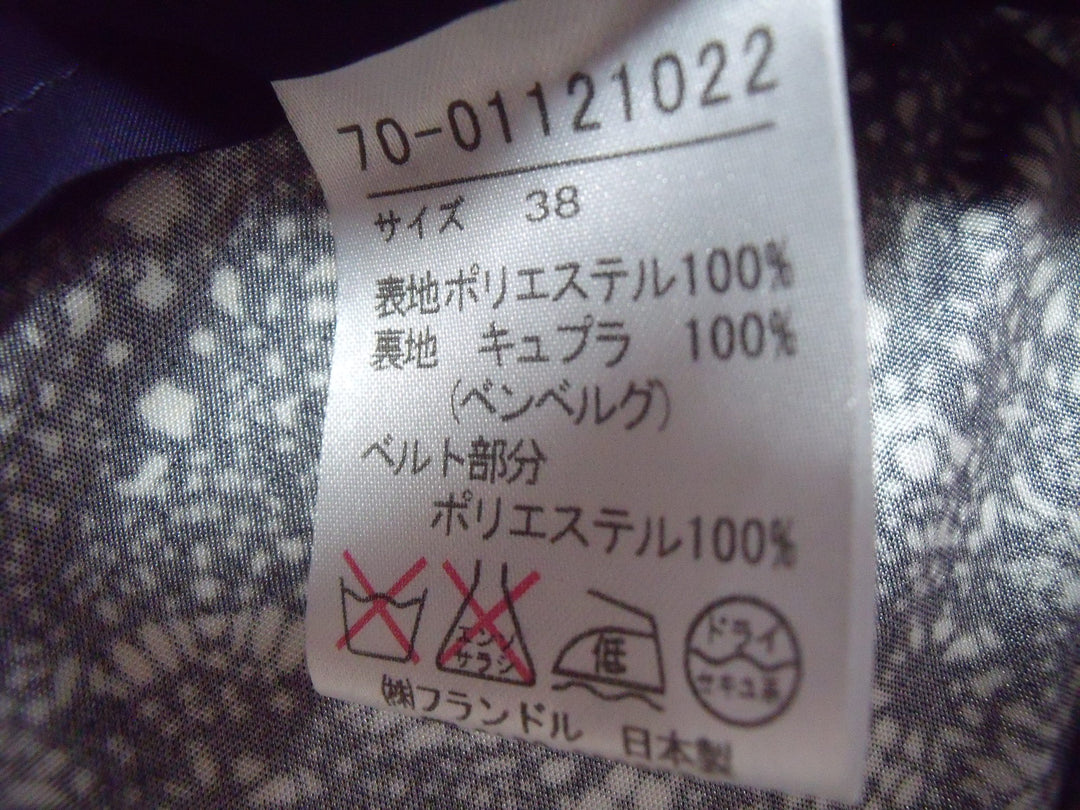 70-01121022
サイズ 38
表地ポリエステル100%
裏地 キュプラ 100%
(ベンベルグ)
ベルト部分
ポリエステル100%
エンソ
サラシ
低
ドライ
セキユ系
㈱フランドル 日本製